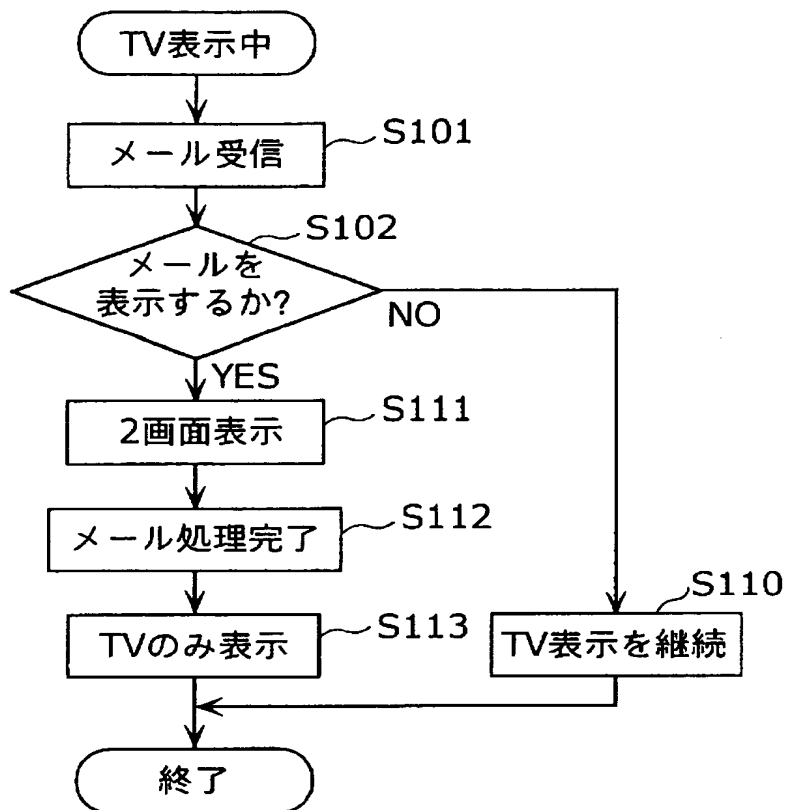 TV表示中
メール受信
S101
S102
メールを
表示するか?
NO
YES
2画面表示
S111
メール処理完了
S112
S110
TVのみ表示
S113
TV表示を継続
終了